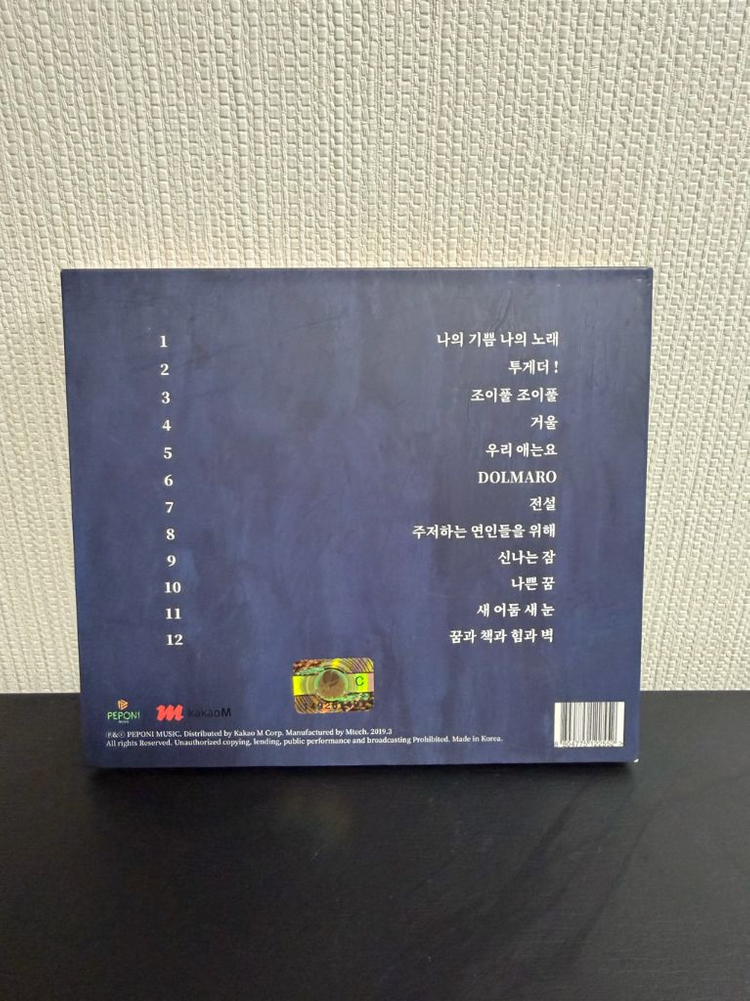 1 나의 기쁨 나의 노래
2 투게더 !
3 조이풀 조이풀
4 거울
5 우리 애는요
6 DOLMARO
7 전설
8 주저하는 연인들을 위해
9 신나는 잠
10 나쁜 꿈
11 새 어둠 새 눈
12 꿈과 책과 힘과 벽
C
PEPONI
MUSIC
kakaoM
Ⓟ&ⓒ PEPONI MUSIC. Distributed by Kakao M Corp. Manufactured by Mtech. 2019.3
All rights Reserved. Unauthorized copying, lending, public performance and broadcasting Prohibited. Made in Korea.